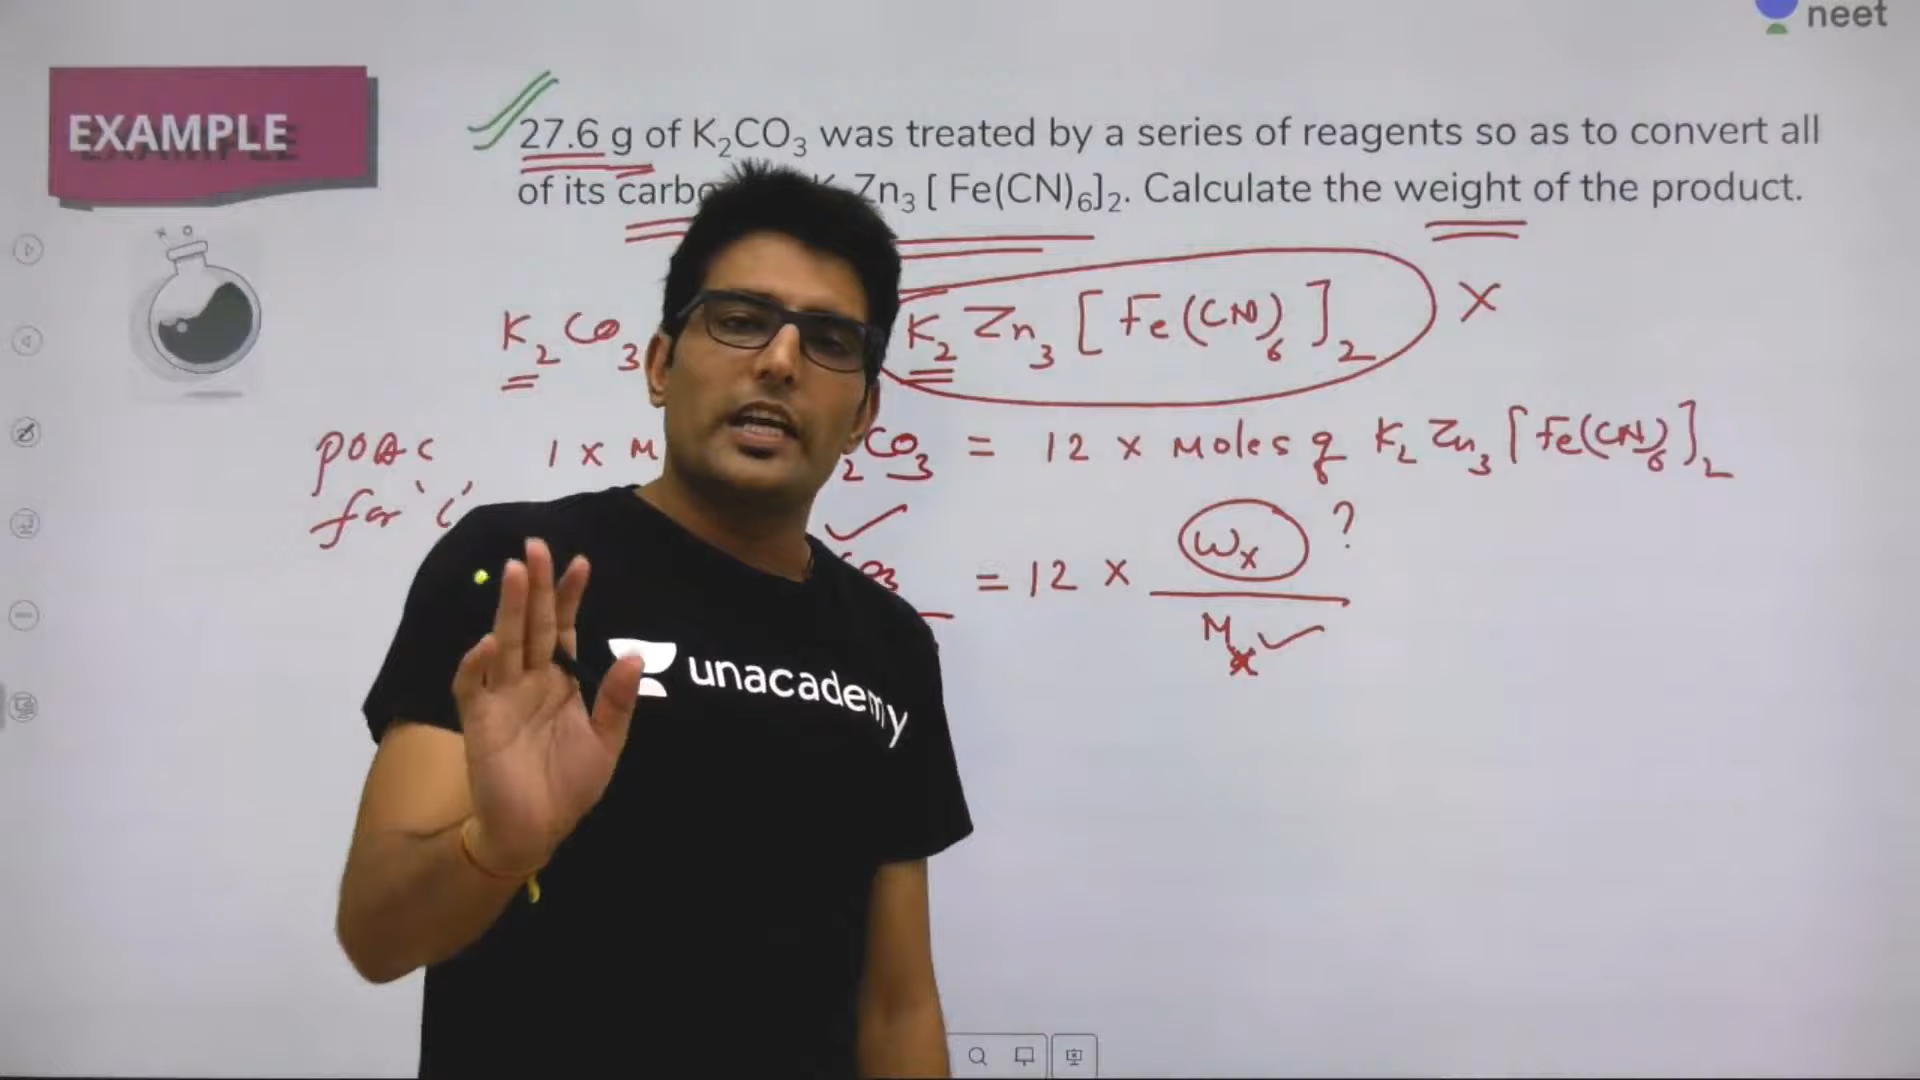 neet
EXAMPLE
27.6 g of K₂CO₃ was treated by a series of reagents so as to convert all
of its carbo Zn₃ [ Fe(CN)₆]₂. Calculate the weight of the product.
K₂CO₃ K₂Zn₃[Fe(CN)₆]₂ X
POAC 1 x M ₂CO₃ = 12 x moles of K₂Zn₃[Fe(CN)₆]₂
for 'C'
= 12 x Wx ?
Mx
unacademy